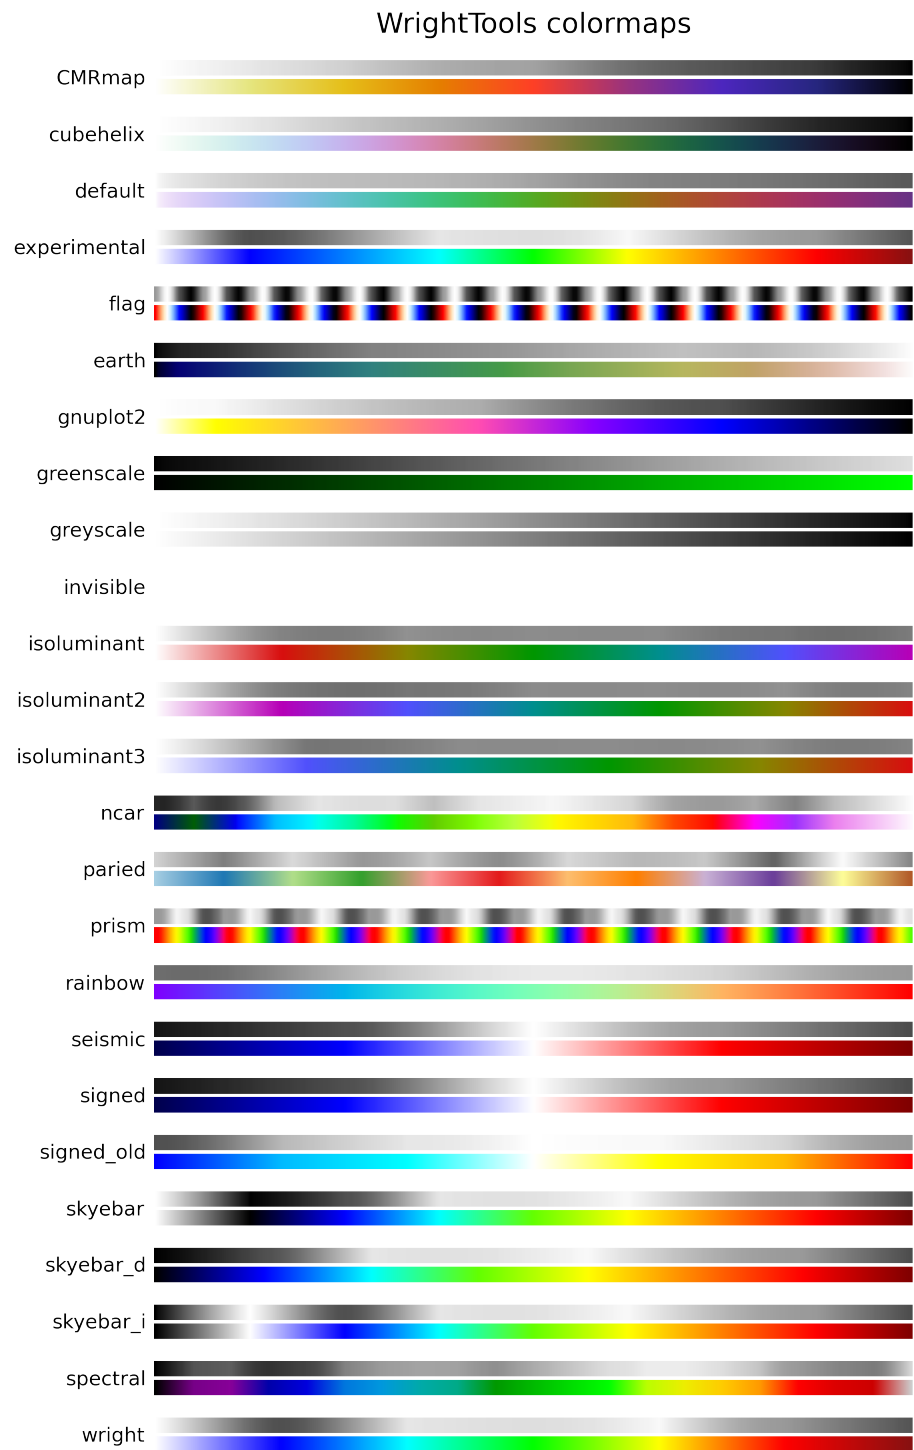 WrightTools colormaps
CMRmap
cubehelix
default
experimental
flag
earth
gnuplot2
greenscale
greyscale
invisible
isoluminant
isoluminant2
isoluminant3
ncar
paried
prism
rainbow
seismic
signed
signed_old
skyebar
skyebar_d
skyebar_i
spectral
wright